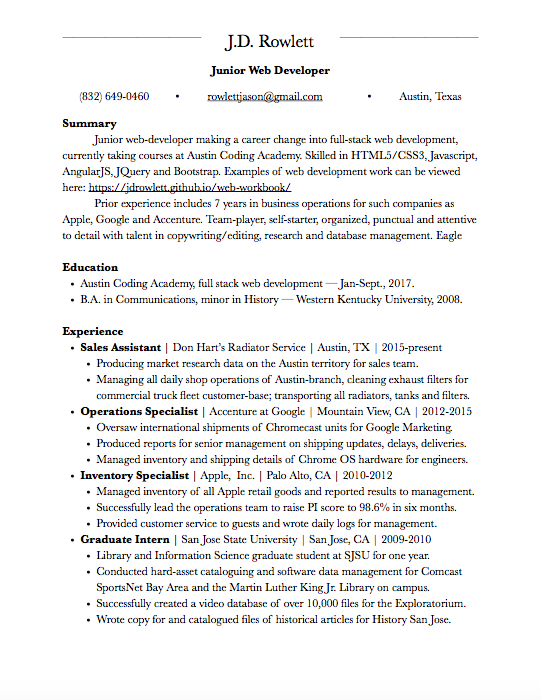 J.D. Rowlett
Junior Web Developer
(832) 649-0460 • rowlettjason@gmail.com • Austin, Texas
Summary
Junior web-developer making a career change into full-stack web development,
currently taking courses at Austin Coding Academy. Skilled in HTML5/CSS3, Javascript,
AngularJS, JQuery and Bootstrap. Examples of web development work can be viewed
here: https://jdrowlett.github.io/web-workbook/
Prior experience includes 7 years in business operations for such companies as
Apple, Google and Accenture. Team-player, self-starter, organized, punctual and attentive
to detail with talent in copywriting/editing, research and database management. Eagle
Education
• Austin Coding Academy, full stack web development — Jan-Sept., 2017.
• B.A. in Communications, minor in History — Western Kentucky University, 2008.
Experience
• Sales Assistant | Don Hart's Radiator Service | Austin, TX | 2015-present
• Producing market research data on the Austin territory for sales team.
• Managing all daily shop operations of Austin-branch, cleaning exhaust filters for
commercial truck fleet customer-base; transporting all radiators, tanks and filters.
• Operations Specialist | Accenture at Google | Mountain View, CA | 2012-2015
• Oversaw international shipments of Chromecast units for Google Marketing.
• Produced reports for senior management on shipping updates, delays, deliveries.
• Managed inventory and shipping details of Chrome OS hardware for engineers.
• Inventory Specialist | Apple, Inc. | Palo Alto, CA | 2010-2012
• Managed inventory of all Apple retail goods and reported results to management.
• Successfully lead the operations team to raise PI score to 98.6% in six months.
• Provided customer service to guests and wrote daily logs for management.
• Graduate Intern | San Jose State University | San Jose, CA | 2009-2010
• Library and Information Science graduate student at SJSU for one year.
• Conducted hard-asset cataloguing and software data management for Comcast
SportsNet Bay Area and the Martin Luther King Jr. Library on campus.
• Successfully created a video database of over 10,000 files for the Exploratorium.
• Wrote copy for and catalogued files of historical articles for History San Jose.